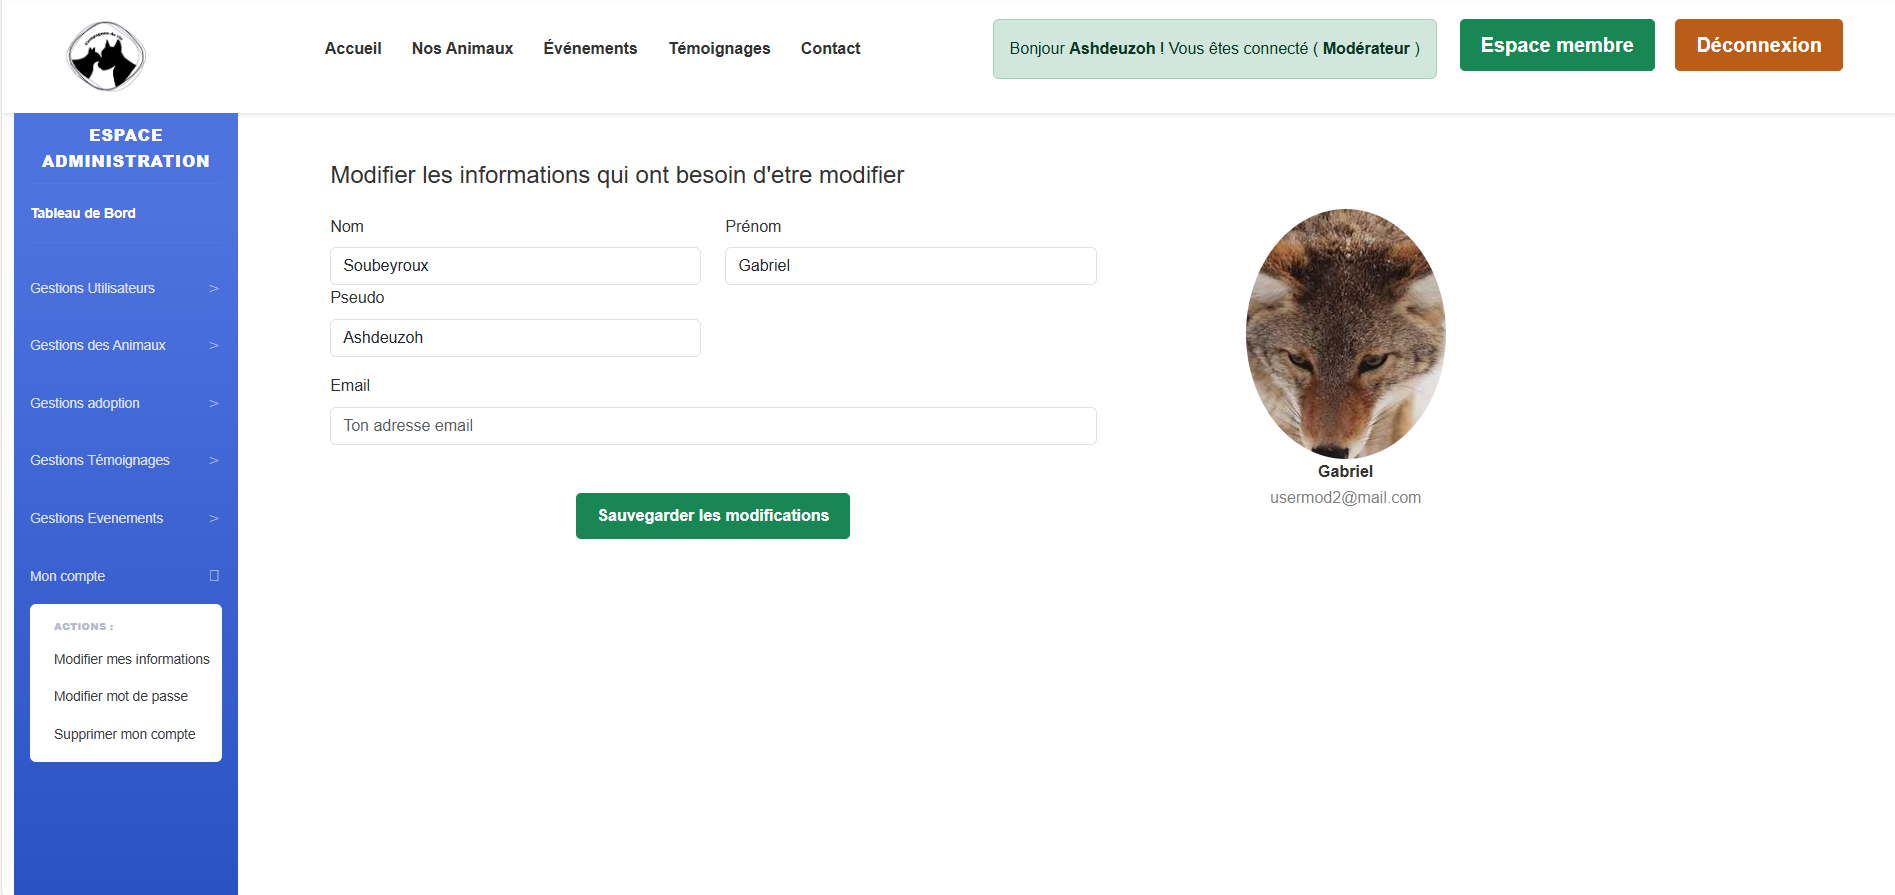 Compagnon de vie
Accueil
Nos Animaux
Événements
Témoignages
Contact
Bonjour Ashdeuzoh ! Vous êtes connecté ( Modérateur )
Espace membre
Déconnexion
ESPACE
ADMINISTRATION
Tableau de Bord
Gestions Utilisateurs >
Gestions des Animaux >
Gestions adoption >
Gestions Témoignages >
Gestions Evenements >
Mon compte
ACTIONS :
Modifier mes informations
Modifier mot de passe
Supprimer mon compte
Modifier les informations qui ont besoin d'etre modifier
Nom
Prénom
Soubeyroux
Gabriel
Pseudo
Ashdeuzoh
Email
Ton adresse email
Sauvegarder les modifications
Gabriel
usermod2@mail.com